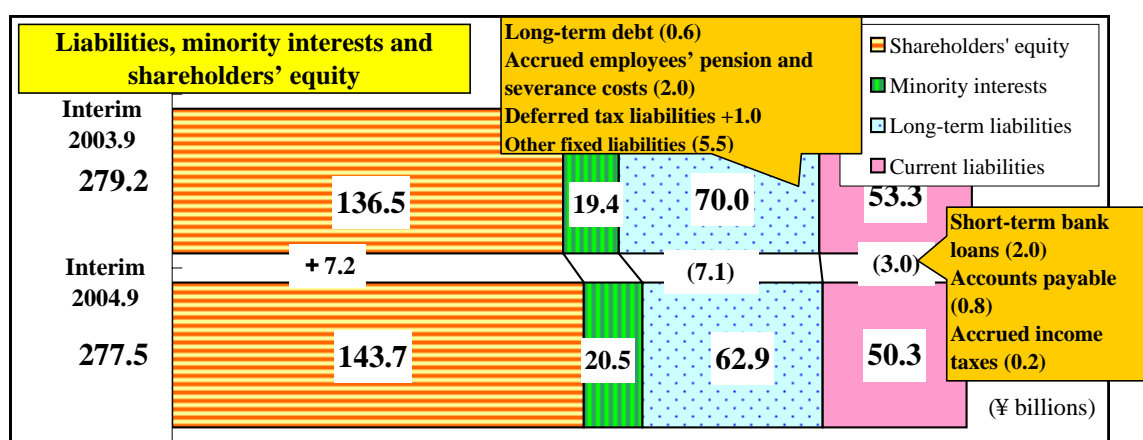 Liabilities, minority interests and
shareholders’ equity
Long-term debt (0.6)
Accrued employees’ pension and
severance costs (2.0)
Deferred tax liabilities +1.0
Other fixed liabilities (5.5)
Shareholders' equity
Minority interests
Long-term liabilities
Current liabilities
Interim
2003.9
279.2
136.5
19.4
70.0
53.3
+7.2
(7.1)
(3.0)
Short-term bank
loans (2.0)
Accounts payable
(0.8)
Accrued income
taxes (0.2)
Interim
2004.9
277.5
143.7
20.5
62.9
50.3
(¥ billions)